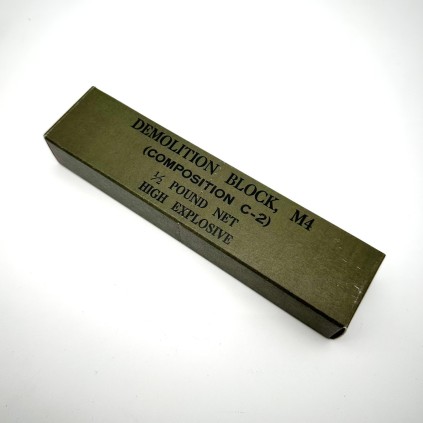 DEMOLITION BLOCK, M4
(COMPOSITION C-2)
½ POUND NET
HIGH EXPLOSIVE